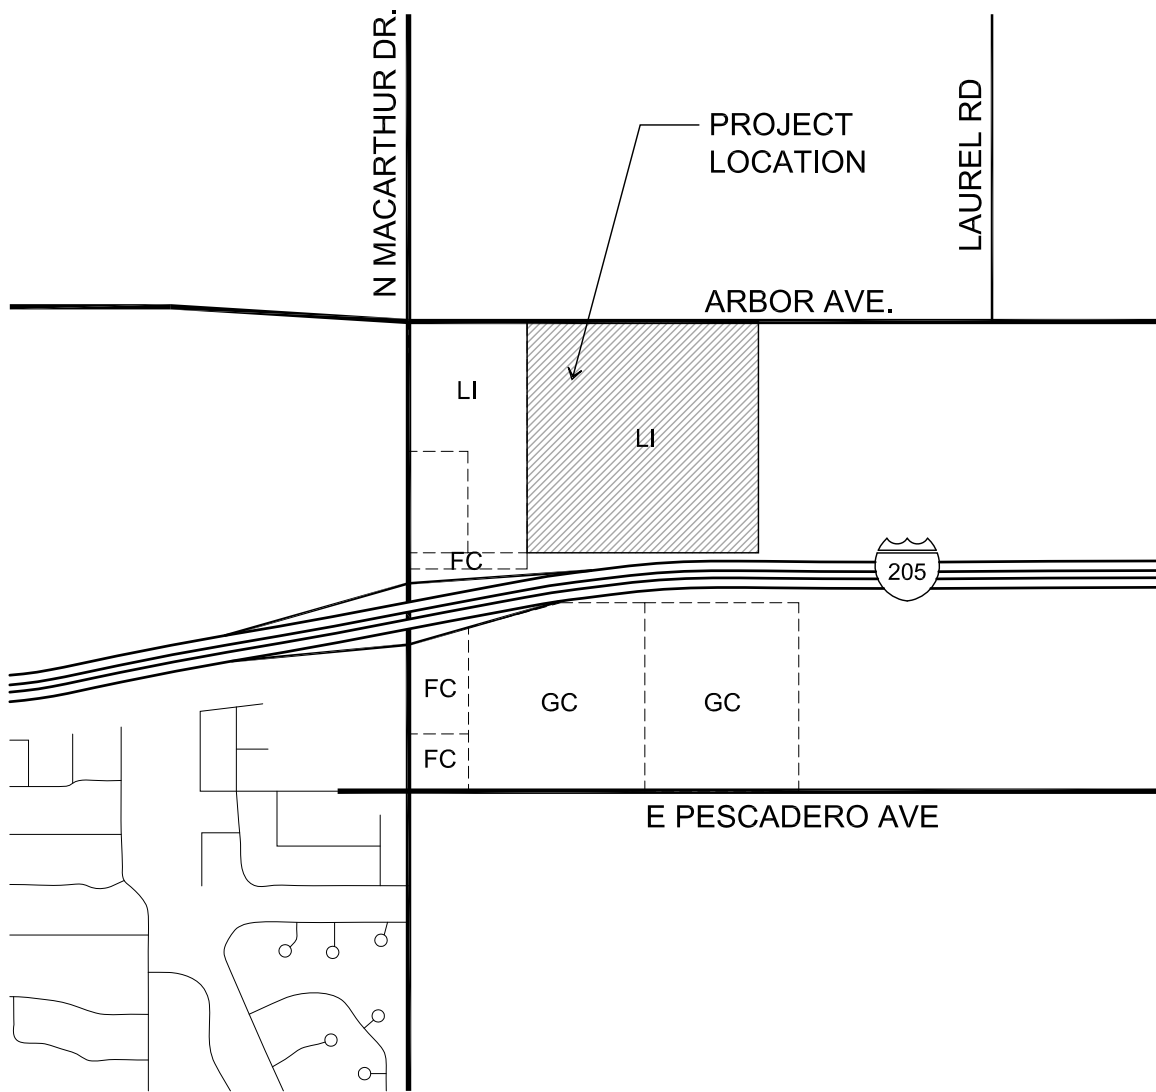 N MACARTHUR DR.
LAUREL RD
PROJECT
LOCATION
ARBOR AVE.
LI
LI
FC
205
FC
GC
GC
FC
E PESCADERO AVE